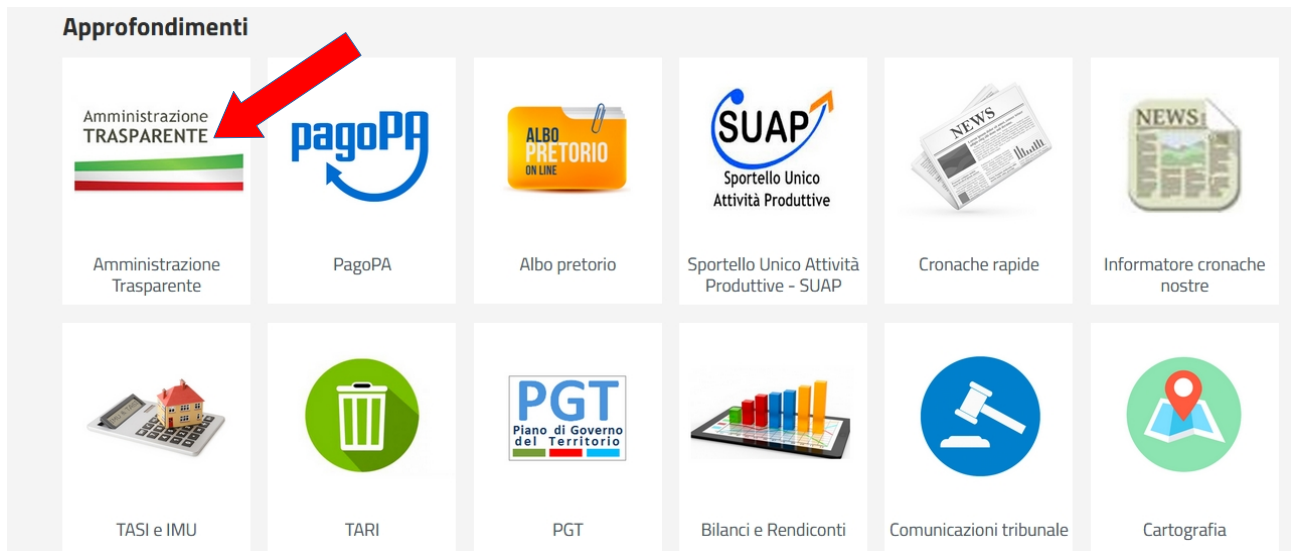 Approfondimenti
Amministrazione
TRASPARENTE
pagoPA
ALBO
PRETORIO
ON LINE
SUAP
Sportello Unico
Attività Produttive
NEWS
NEWS
Amministrazione
Trasparente
PagoPA
Albo pretorio
Sportello Unico Attività
Produttive - SUAP
Cronache rapide
Informatore cronache
nostre
PGT
Piano di Governo
del Territorio
TASI e IMU
TARI
PGT
Bilanci e Rendiconti
Comunicazioni tribunale
Cartografia